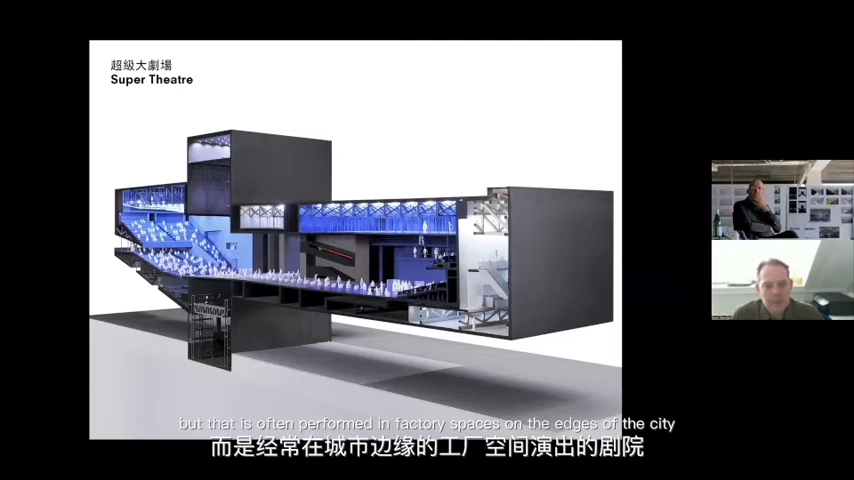 超級大劇場
Super Theatre
but that is often performed in factory spaces on the edges of the city
而是经常在城市边缘的工厂空间演出的剧院